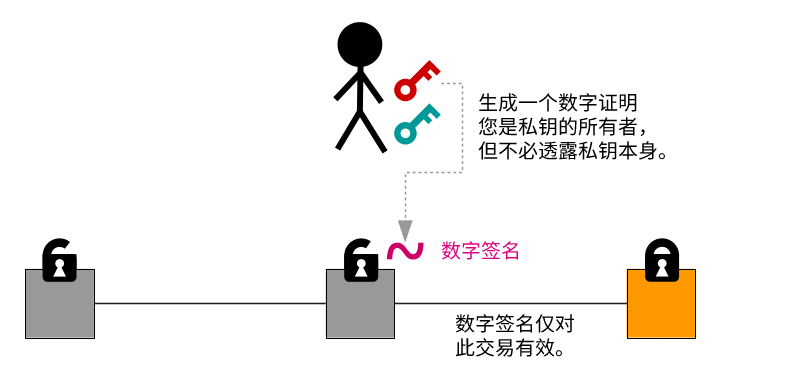 生成一个数字证明
您是私钥的所有者，
但不必透露私钥本身。
数字签名
数字签名仅对
此交易有效。